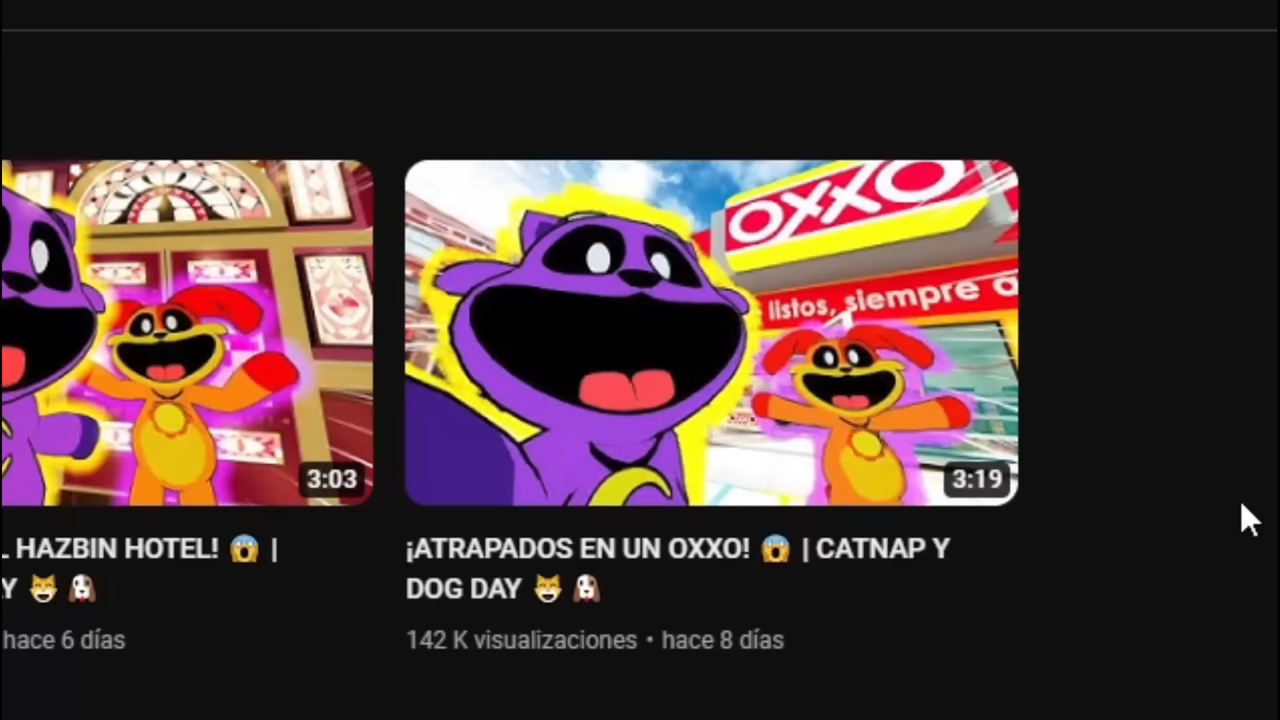 OXXO
listos, siempre
3:03
3:19
HAZBIN HOTEL! 😱 |
Y 😸 🐶
hace 6 días
¡ATRAPADOS EN UN OXXO! 😱 | CATNAP Y
DOG DAY 😸 🐶
142 K visualizaciones • hace 8 días